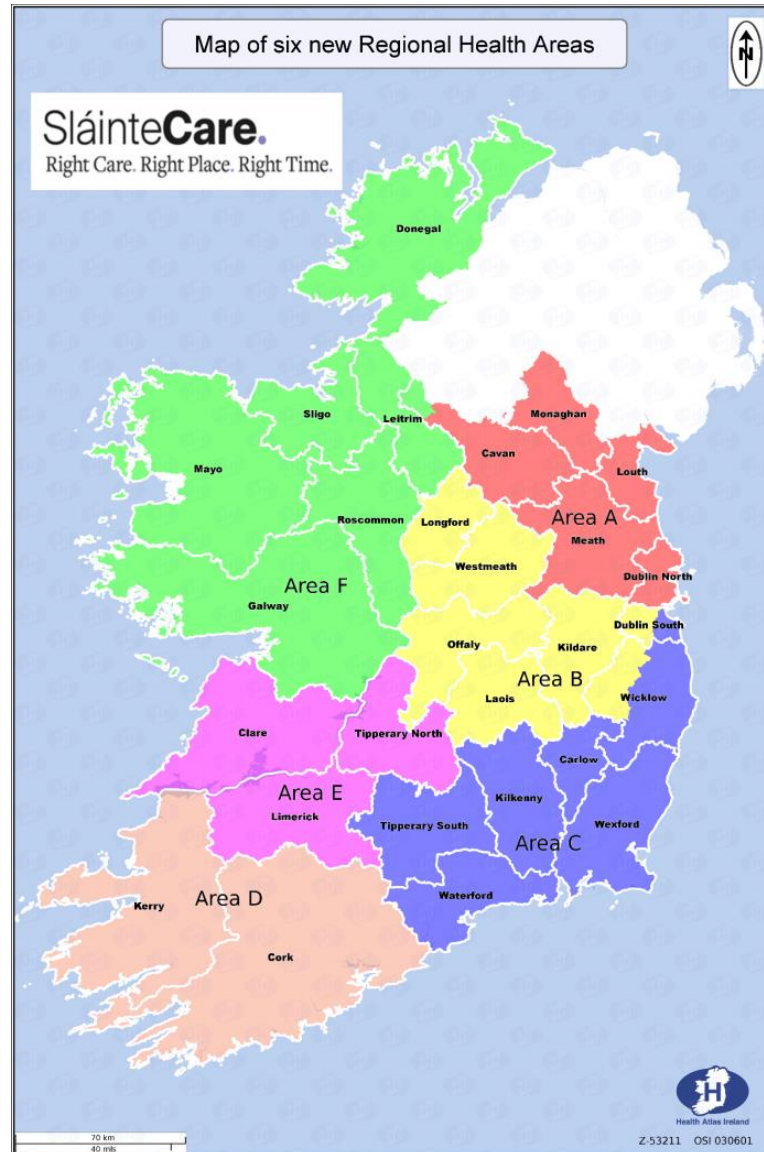 Map of six new Regional Health Areas
N
SláinteCare.
Right Care. Right Place. Right Time.
Donegal
Monaghan
Sligo
Leitrim
Cavan
Louth
Mayo
Roscommon
Longford
Area A
Meath
Westmeath
Dublin North
Area F
Galway
Dublin South
Offaly
Kildare
Area B
Laois
Wicklow
Clare
Tipperary North
Carlow
Area E
Kilkenny
Limerick
Tipperary South
Wexford
Area C
Waterford
Area D
Kerry
Cork
H
Health Atlas Ireland
70 km
40 mls
Z-53211 OSI 030601